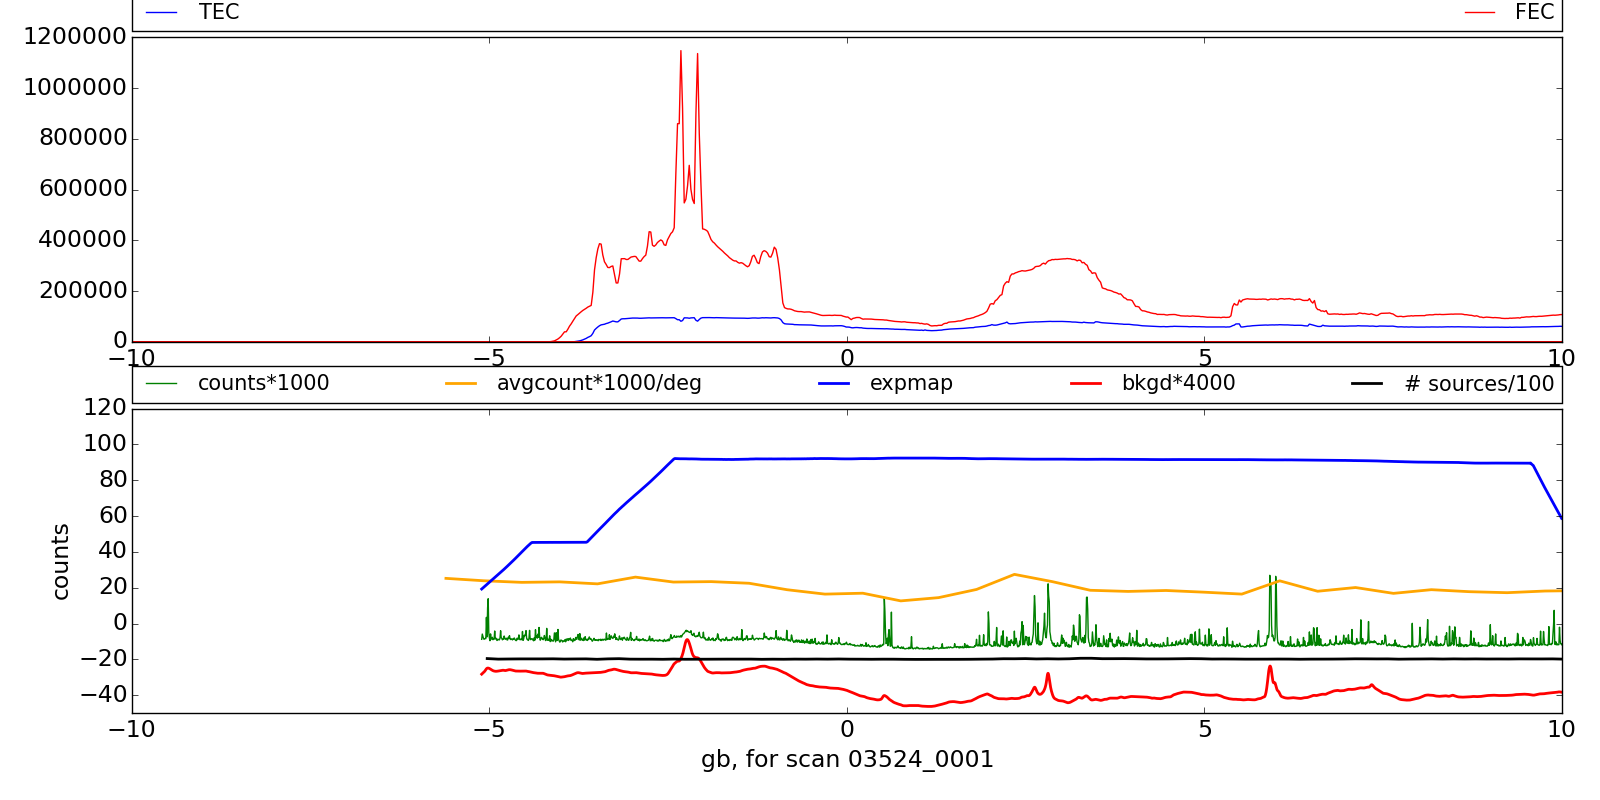 TEC FEC
1200000
1000000
800000
600000
400000
200000
0
−10 −5 0 5 10
counts*1000 avgcount*1000/deg expmap bkgd*4000 # sources/100
120
100
80
60
40
20
0
−20
−40
counts
−10 −5 0 5 10
gb, for scan 03524_0001